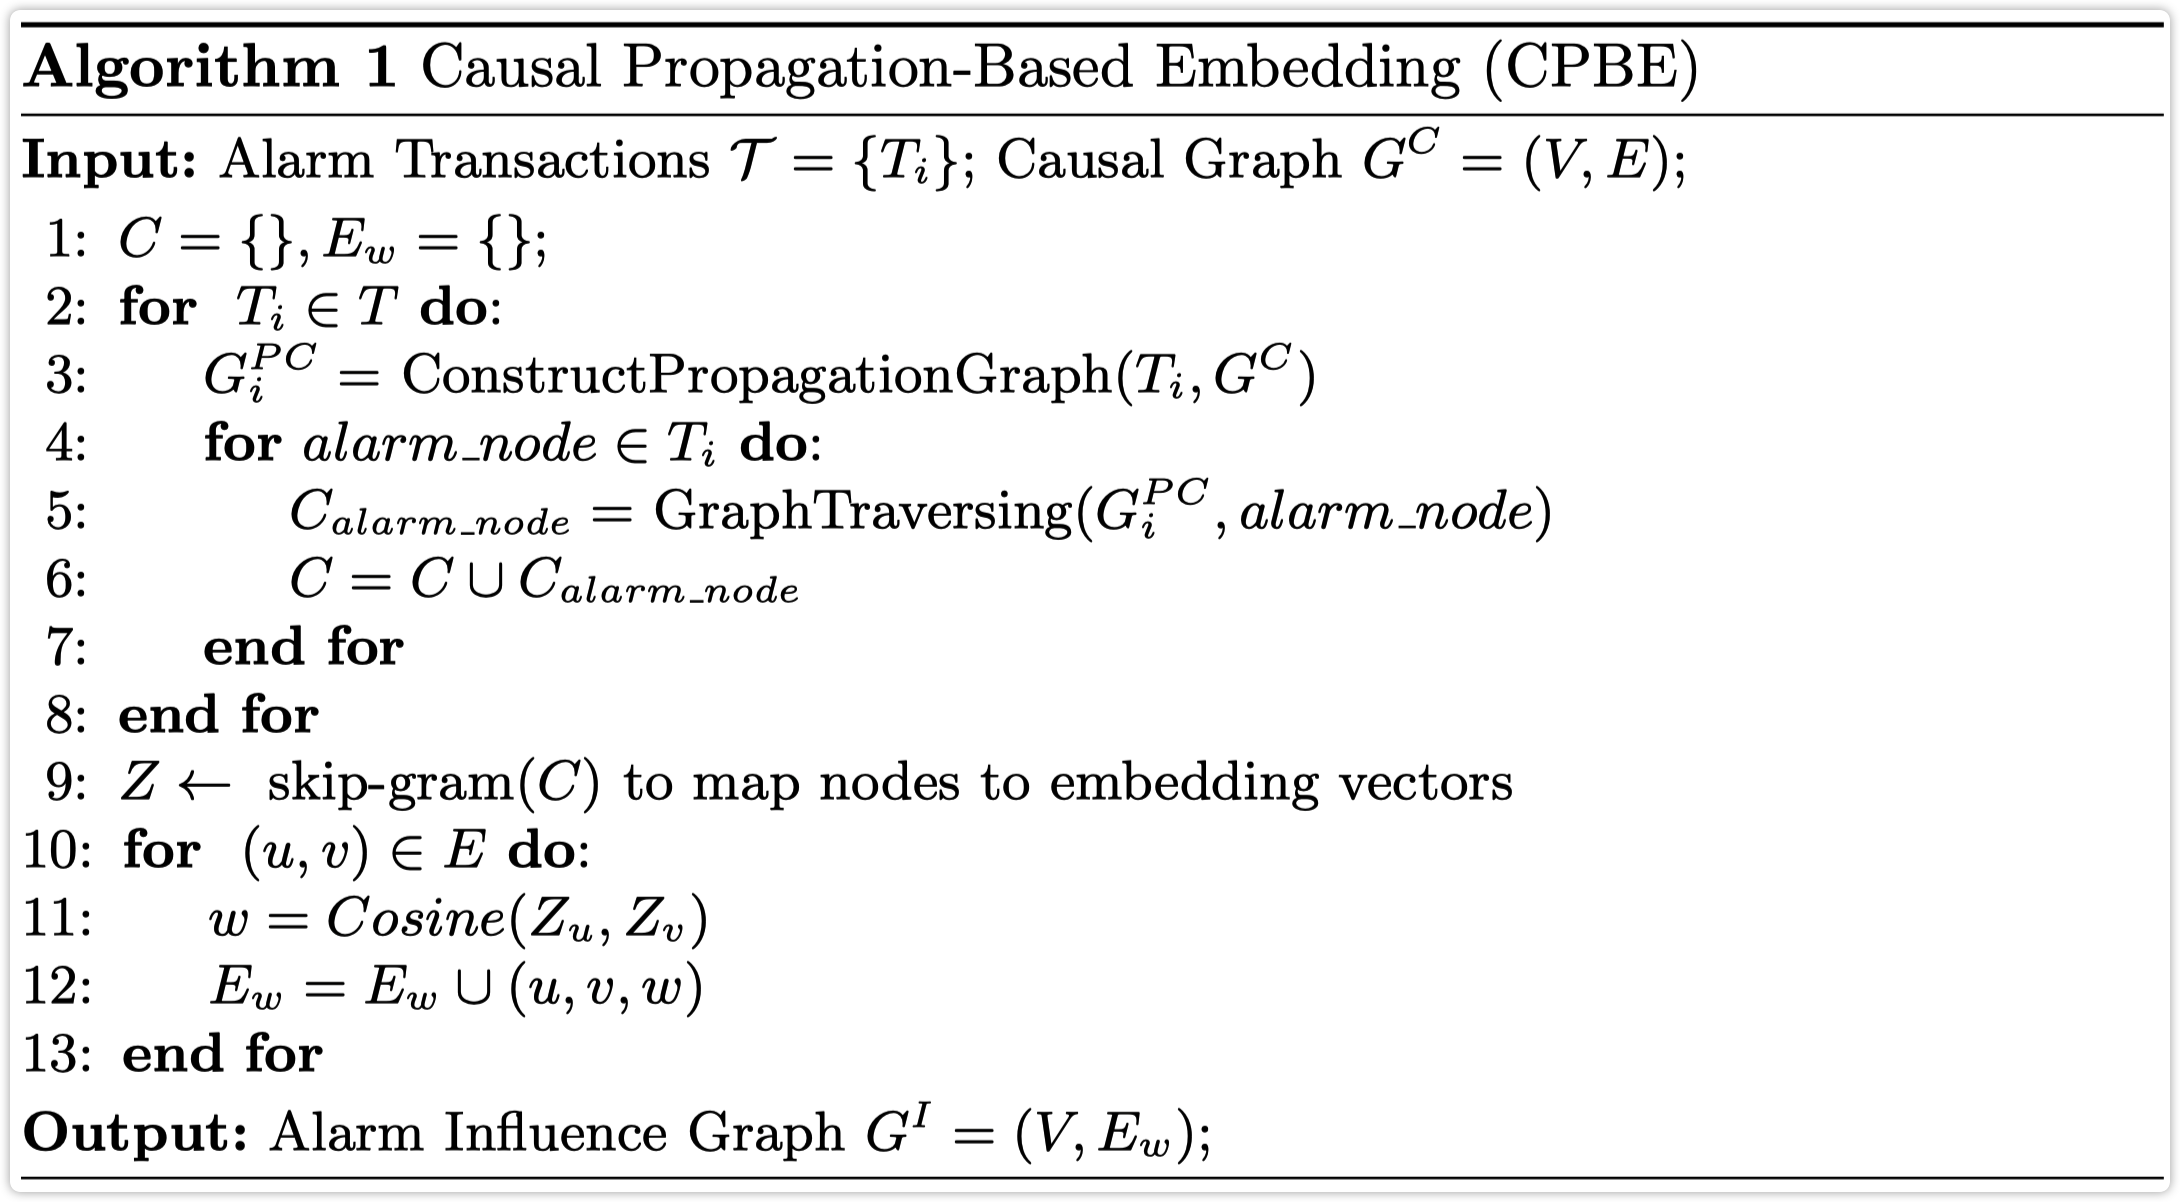 Algorithm 1 Causal Propagation-Based Embedding (CPBE)
Input: Alarm Transactions $\mathcal{T} = \{T_i\}$; Causal Graph $G^C = (V, E)$;
1: $C = \{\}, E_w = \{\}$;
2: for $T_i \in T$ do:
3: $G_i^{PC} = $ ConstructPropagationGraph$(T_i, G^C)$
4: for $alarm\_node \in T_i$ do:
5: $C_{alarm\_node} = $ GraphTraversing$(G_i^{PC}, alarm\_node)$
6: $C = C \cup C_{alarm\_node}$
7: end for
8: end for
9: $Z \leftarrow$ skip-gram$(C)$ to map nodes to embedding vectors
10: for $(u, v) \in E$ do:
11: $w = Cosine(Z_u, Z_v)$
12: $E_w = E_w \cup (u, v, w)$
13: end for
Output: Alarm Influence Graph $G^I = (V, E_w)$;